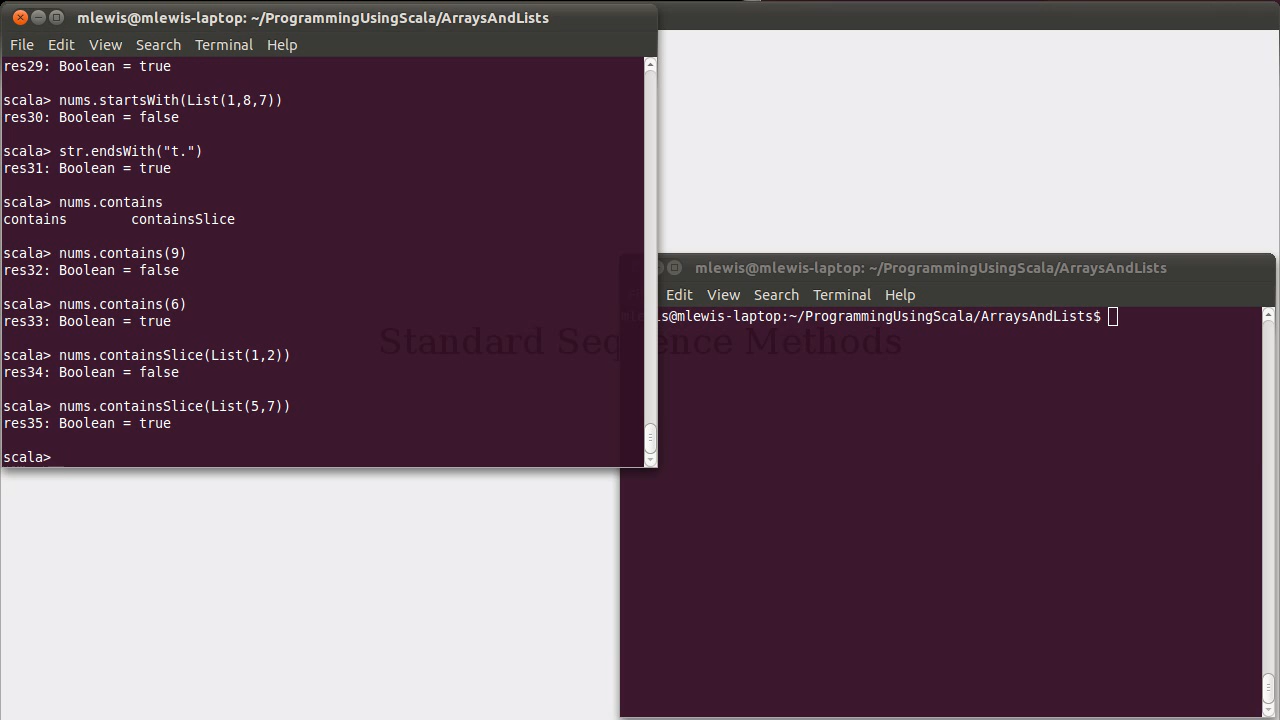 mlewis@mlewis-laptop: ~/ProgrammingUsingScala/ArraysAndLists
File Edit View Search Terminal Help
res29: Boolean = true
scala> nums.startsWith(List(1,8,7))
res30: Boolean = false
scala> str.endsWith("t.")
res31: Boolean = true
scala> nums.contains
contains containsSlice
scala> nums.contains(9)
res32: Boolean = false
scala> nums.contains(6)
res33: Boolean = true
scala> nums.containsSlice(List(1,2))
res34: Boolean = false
scala> nums.containsSlice(List(5,7))
res35: Boolean = true
scala>
mlewis@mlewis-laptop: ~/ProgrammingUsingScala/ArraysAndLists
Edit View Search Terminal Help
mlewis@mlewis-laptop:~/ProgrammingUsingScala/ArraysAndLists$
Standard Sequence Methods